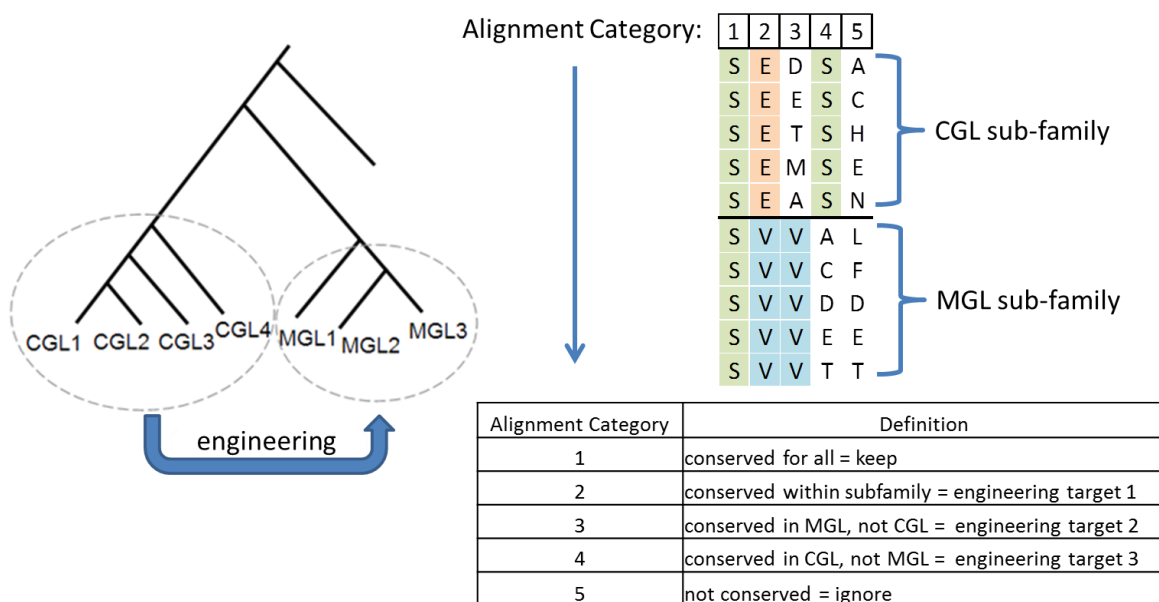 Alignment Category: 1 2 3 4 5
S E D S A
S E E S C
S E T S H
S E M S E
S E A S N
CGL sub-family
S V V A L
S V V C F
S V V D D
S V V E E
S V V T T
MGL sub-family
CGL1 CGL2 CGL3 CGL4 MGL1 MGL2 MGL3
engineering
Alignment Category Definition
1 conserved for all = keep
2 conserved within subfamily = engineering target 1
3 conserved in MGL, not CGL = engineering target 2
4 conserved in CGL, not MGL = engineering target 3
5 not conserved = ignore